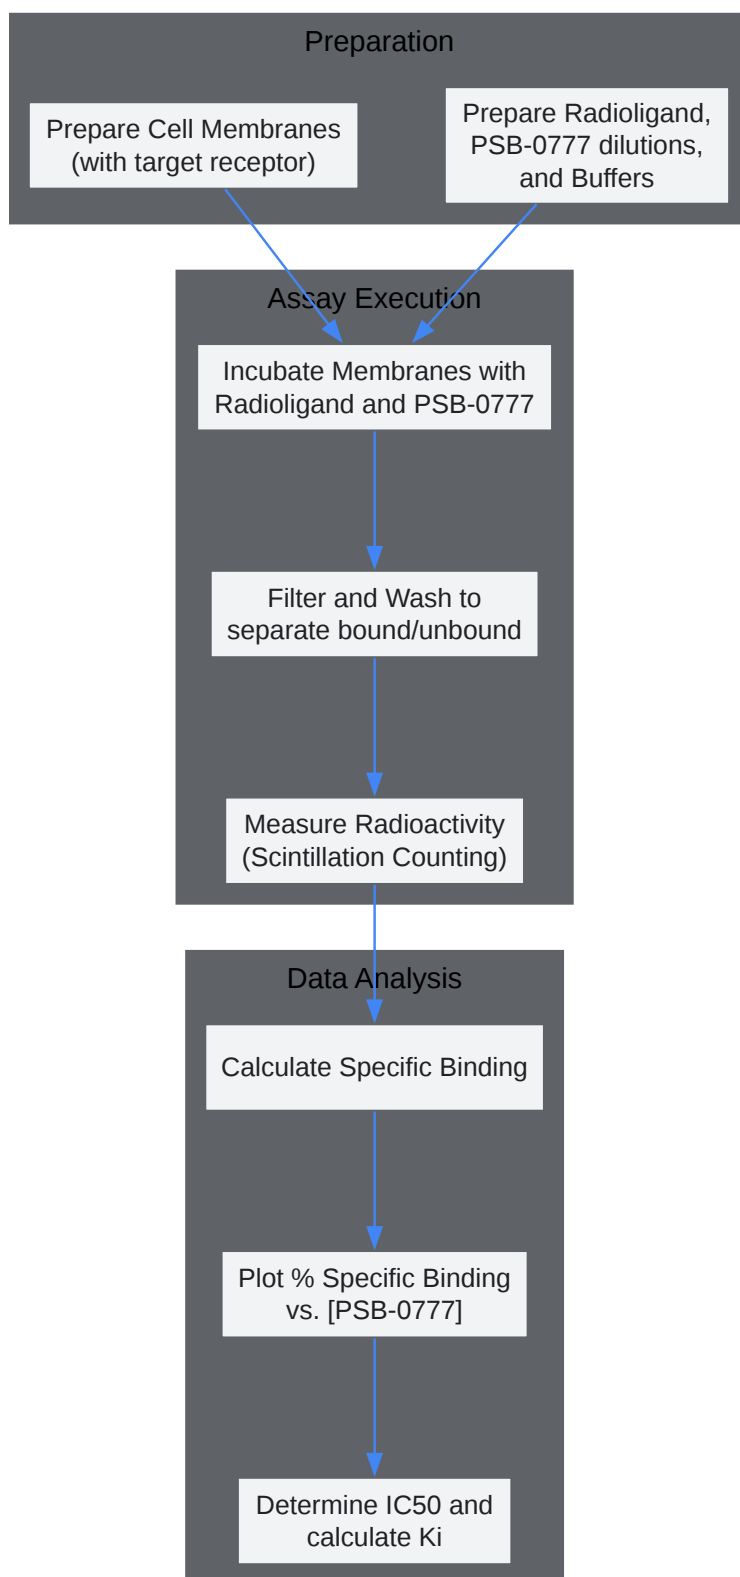 Preparation
Prepare Cell Membranes
(with target receptor)
Prepare Radioligand,
PSB-0777 dilutions,
and Buffers
Assay Execution
Incubate Membranes with
Radioligand and PSB-0777
Filter and Wash to
separate bound/unbound
Measure Radioactivity
(Scintillation Counting)
Data Analysis
Calculate Specific Binding
Plot % Specific Binding
vs. [PSB-0777]
Determine IC50 and
calculate Ki